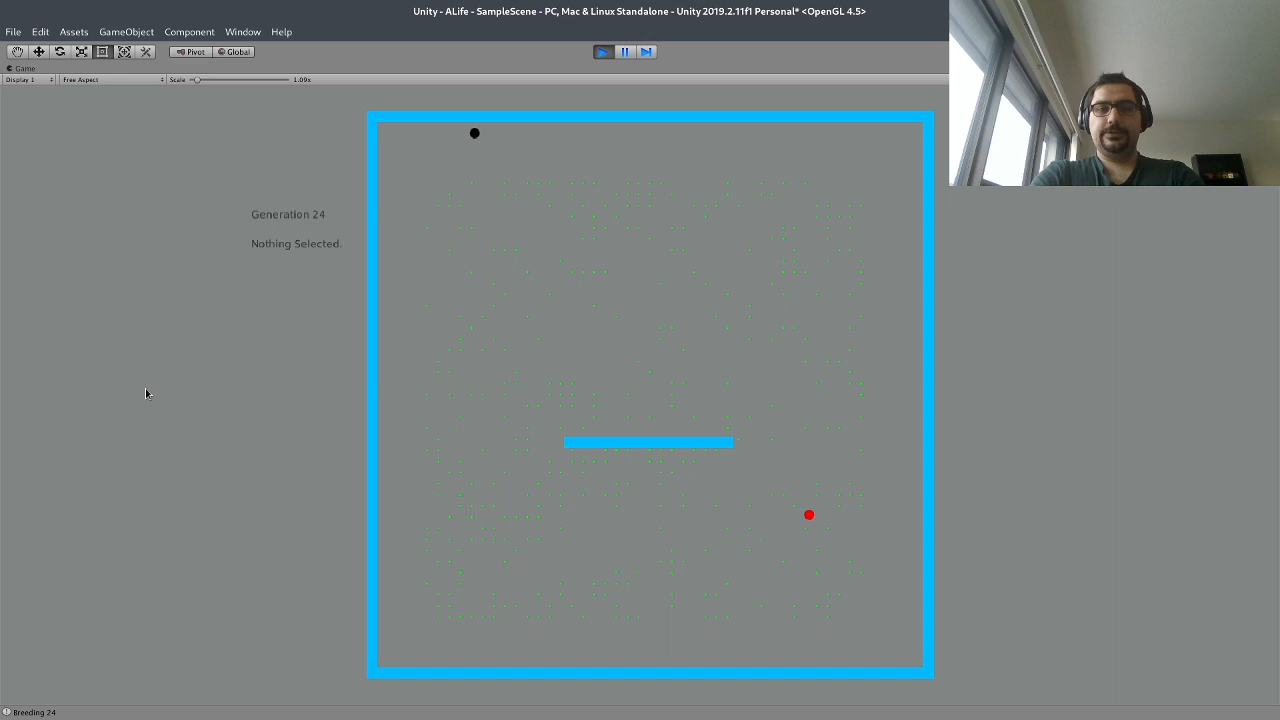 Unity - ALife - SampleScene - PC, Mac & Linux Standalone - Unity 2019.2.11f1 Personal* <OpenGL 4.5>
File Edit Assets GameObject Component Window Help
Pivot Global
Game
Display 1 Free Aspect Scale 1.09x
Generation 24
Nothing Selected.
Breeding 24